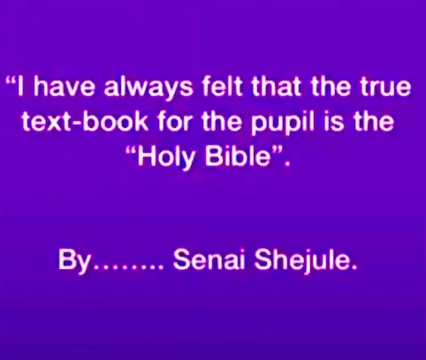 “I have always felt that the true
text-book for the pupil is the
“Holy Bible”.
By........ Senai Shejule.